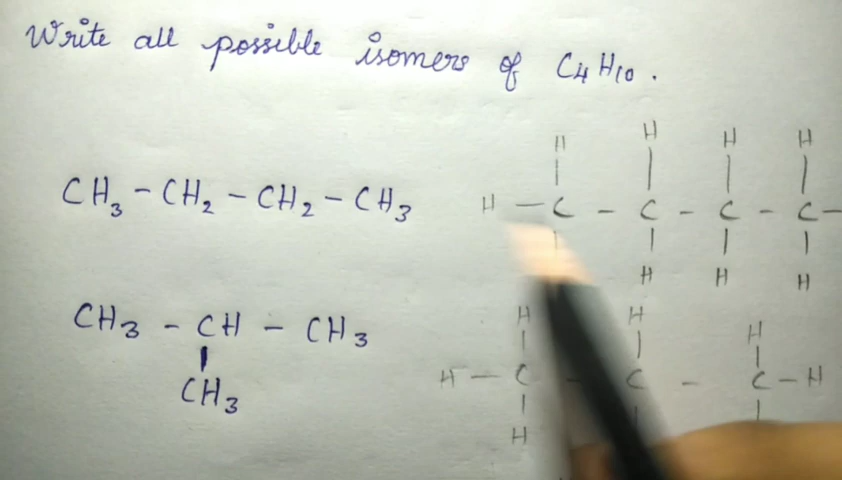 Write all possible isomers of C4H10.
CH3 - CH2 - CH2 - CH3
H H H H
H - C - C - C - C -
H H H
CH3 - CH - CH3
CH3
H H H
H - C - C - C - H
H